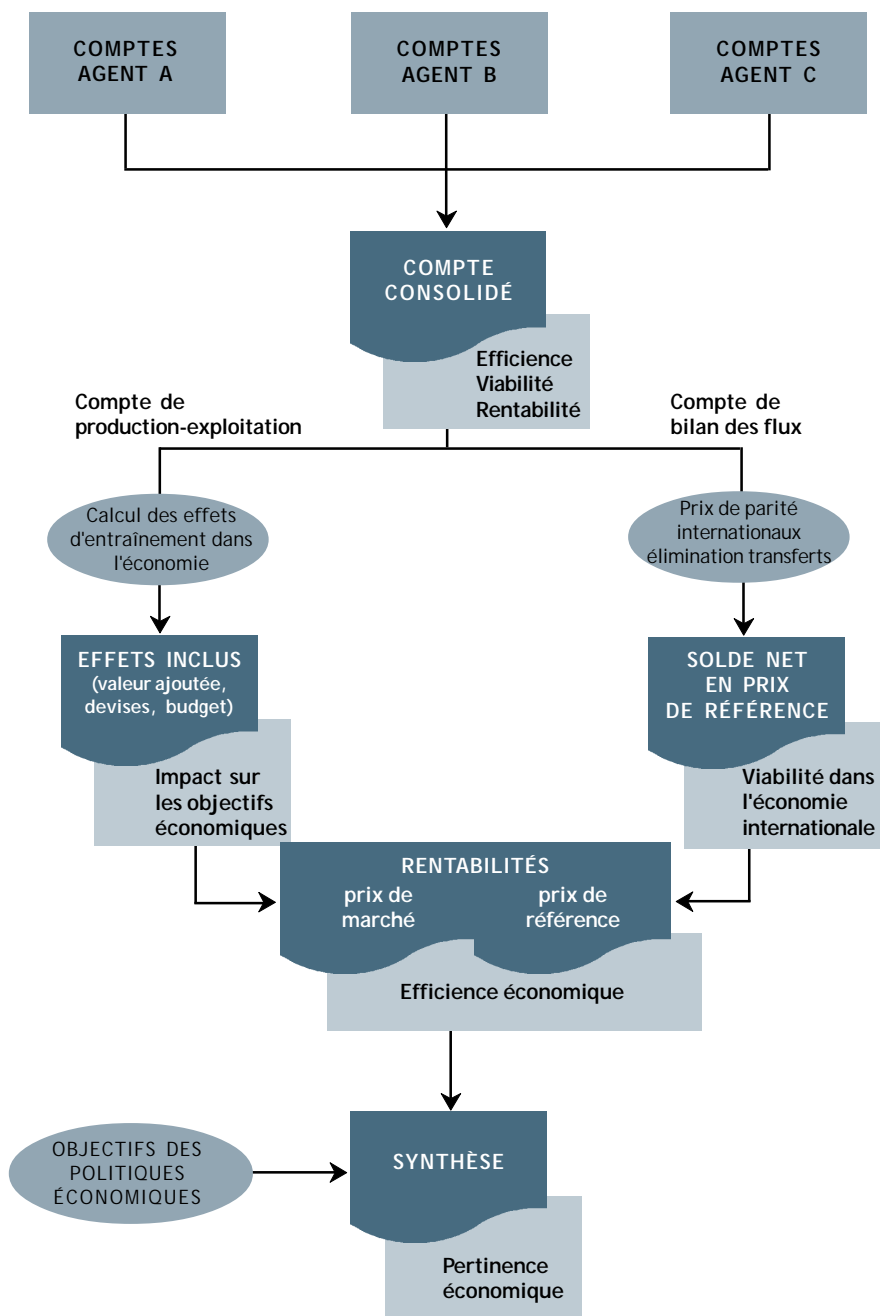 COMPTES
AGENT A
COMPTES
AGENT B
COMPTES
AGENT C
COMPTE
CONSOLIDÉ
Efficience
Viabilité
Rentabilité
Compte de
production-exploitation
Compte de
bilan des flux
Calcul des effets
d'entraînement dans
l'économie
Prix de parité
internationaux
élimination transferts
EFFETS INCLUS
(valeur ajoutée,
devises, budget)
SOLDE NET
EN PRIX
DE RÉFÉRENCE
Impact sur
les objectifs
économiques
Viabilité dans
l'économie
internationale
RENTABILITÉS
prix de
marché
prix de
référence
Efficience économique
OBJECTIFS DES
POLITIQUES
ÉCONOMIQUES
SYNTHÈSE
Pertinence
économique